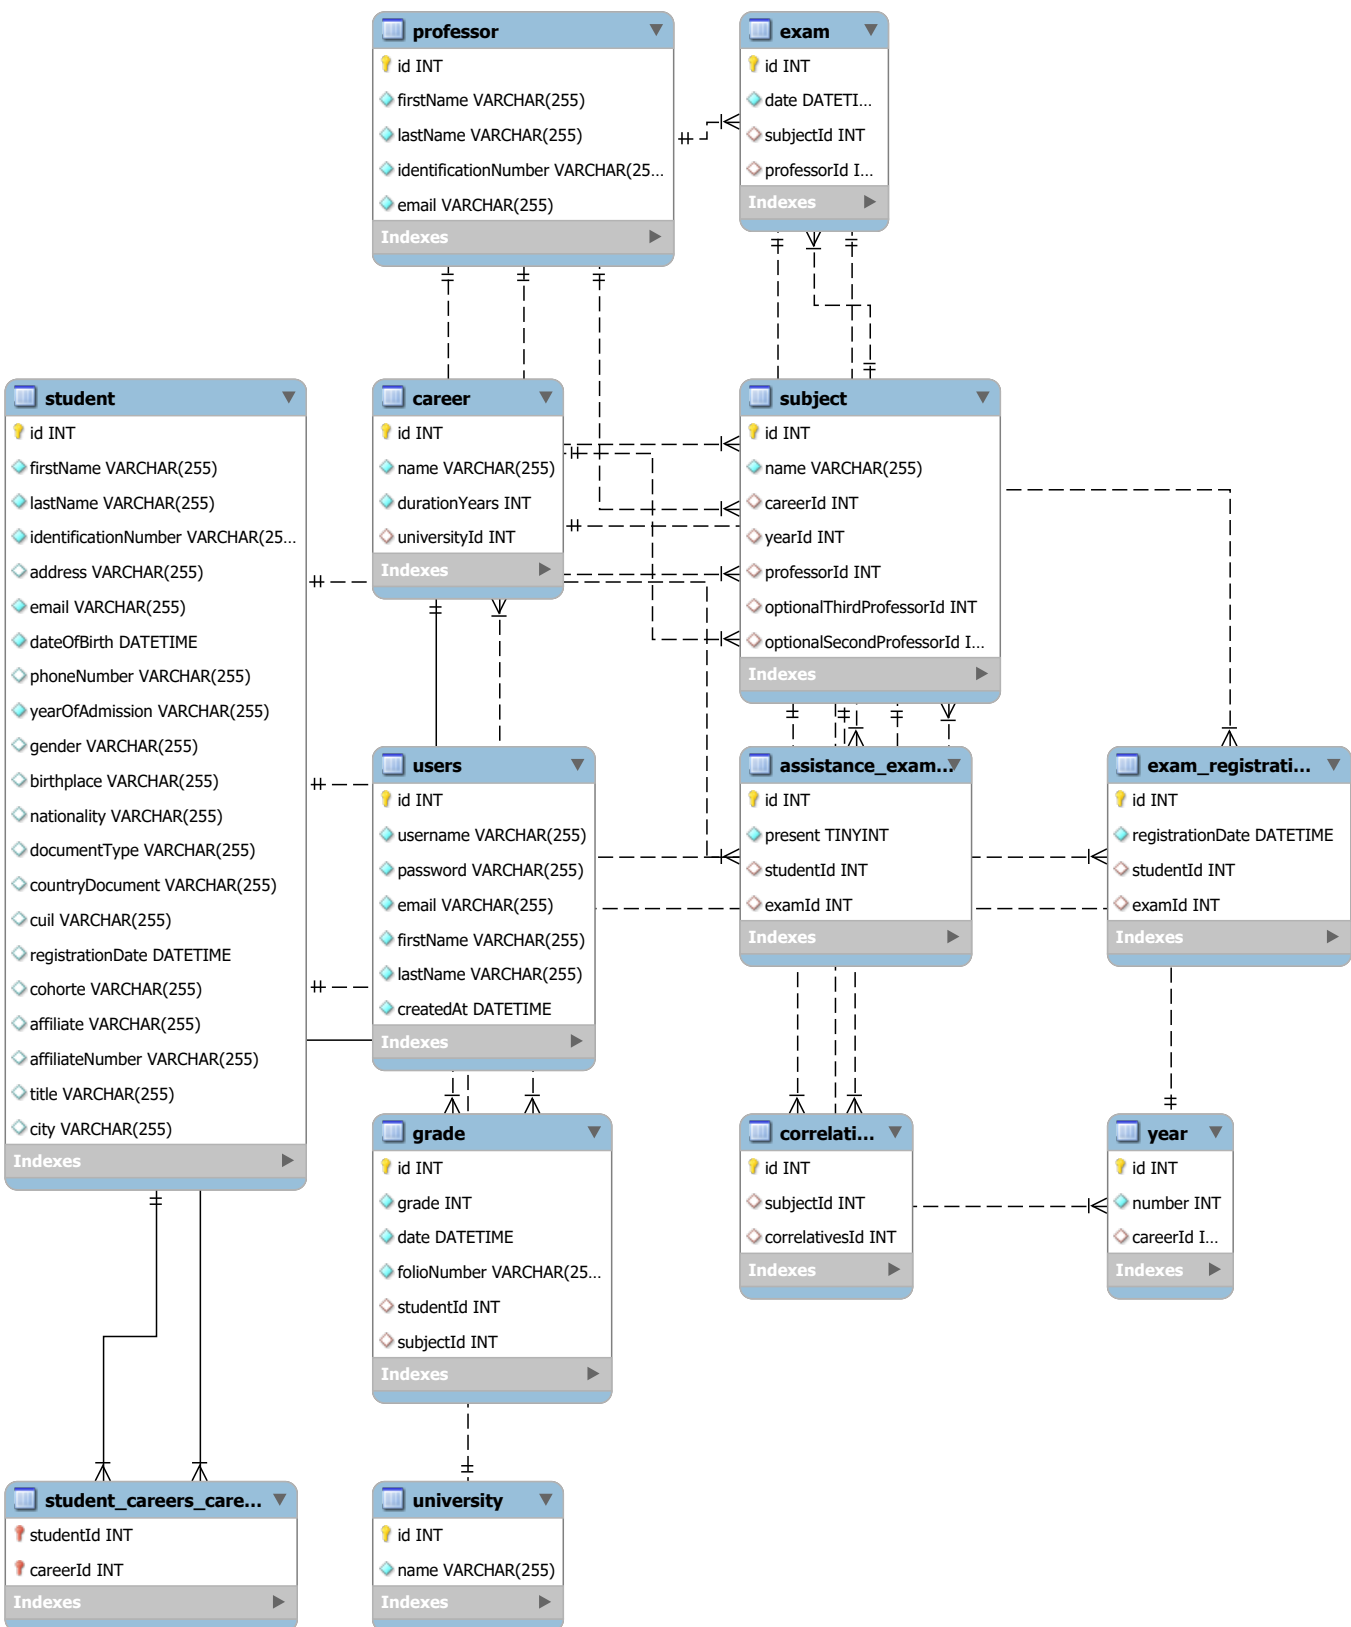 professor
id INT
firstName VARCHAR(255)
lastName VARCHAR(255)
identificationNumber VARCHAR(25...
email VARCHAR(255)
Indexes
exam
id INT
date DATETI...
subjectId INT
professorId I...
Indexes
student
id INT
firstName VARCHAR(255)
lastName VARCHAR(255)
identificationNumber VARCHAR(25...
address VARCHAR(255)
email VARCHAR(255)
dateOfBirth DATETIME
phoneNumber VARCHAR(255)
yearOfAdmission VARCHAR(255)
gender VARCHAR(255)
birthplace VARCHAR(255)
nationality VARCHAR(255)
documentType VARCHAR(255)
countryDocument VARCHAR(255)
cuil VARCHAR(255)
registrationDate DATETIME
cohorte VARCHAR(255)
affiliate VARCHAR(255)
affiliateNumber VARCHAR(255)
title VARCHAR(255)
city VARCHAR(255)
Indexes
career
id INT
name VARCHAR(255)
durationYears INT
universityId INT
Indexes
subject
id INT
name VARCHAR(255)
careerId INT
yearId INT
professorId INT
optionalThirdProfessorId INT
optionalSecondProfessorId I...
Indexes
users
id INT
username VARCHAR(255)
password VARCHAR(255)
email VARCHAR(255)
firstName VARCHAR(255)
lastName VARCHAR(255)
createdAt DATETIME
Indexes
assistance_exam...
id INT
present TINYINT
studentId INT
examId INT
Indexes
exam_registrati...
id INT
registrationDate DATETIME
studentId INT
examId INT
Indexes
grade
id INT
grade INT
date DATETIME
folioNumber VARCHAR(25...
studentId INT
subjectId INT
Indexes
correlati...
id INT
subjectId INT
correlativesId INT
Indexes
year
id INT
number INT
careerId I...
Indexes
student_careers_care...
studentId INT
careerId INT
Indexes
university
id INT
name VARCHAR(255)
Indexes